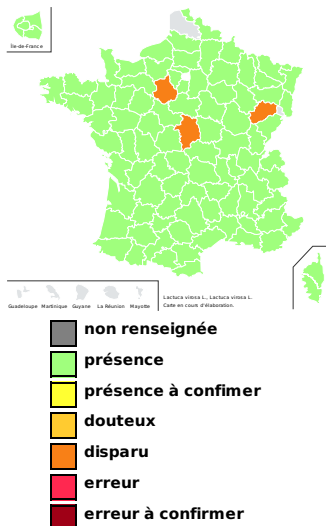 Île-de-France
Guadeloupe Martinique Guyane La Réunion Mayotte
Lactuca virosa L., Lactuca virosa L.
Carte en cours d'élaboration.
non renseignée
présence
présence à confimer
douteux
disparu
erreur
erreur à confirmer